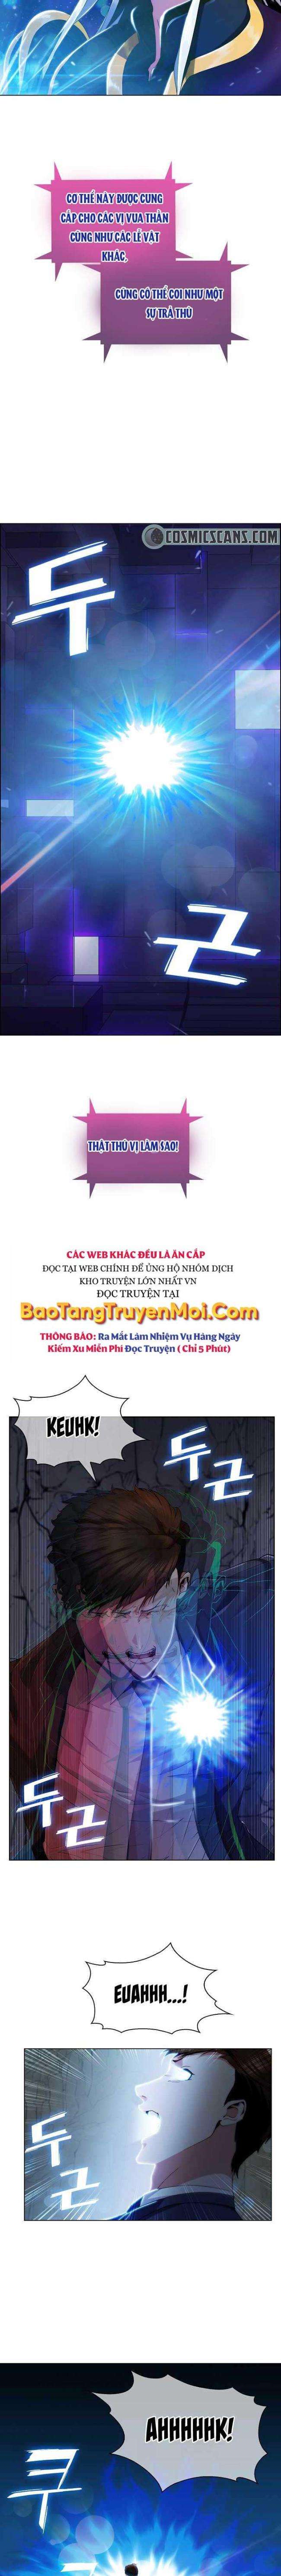 CÓ THỂ NÀY ĐƯỢC CUNG
CẤP CHO CÁC VỊ VUA THẦN
CŨNG NHƯ CÁC LỄ VẬT
KHÁC,
CŨNG CÓ THỂ COI NHƯ MỘT
SỰ TRẢ THÙ
COSMICSCANS.COM
두
근
THẬT THÚ VỊ LÀM SAO!
CÁC WEB KHÁC ĐỀU LÀ ĂN CẮP
ĐỌC TẠI WEB CHÍNH ĐỂ ỦNG HỘ NHÓM DỊCH
KHO TRUYỆN LỚN NHẤT VN
ĐỌC TRUYỆN TẠI
BaoTangTruyenMoi.Com
THÔNG BÁO: Ra Mắt Làm Nhiệm Vụ Hàng Ngày
Kiếm Xu Miễn Phí Đọc Truyện ( Chỉ 5 Phút)
KEUHK!
두근
두근
EUAHHH...!
두근
AHHHHHK!
쿠